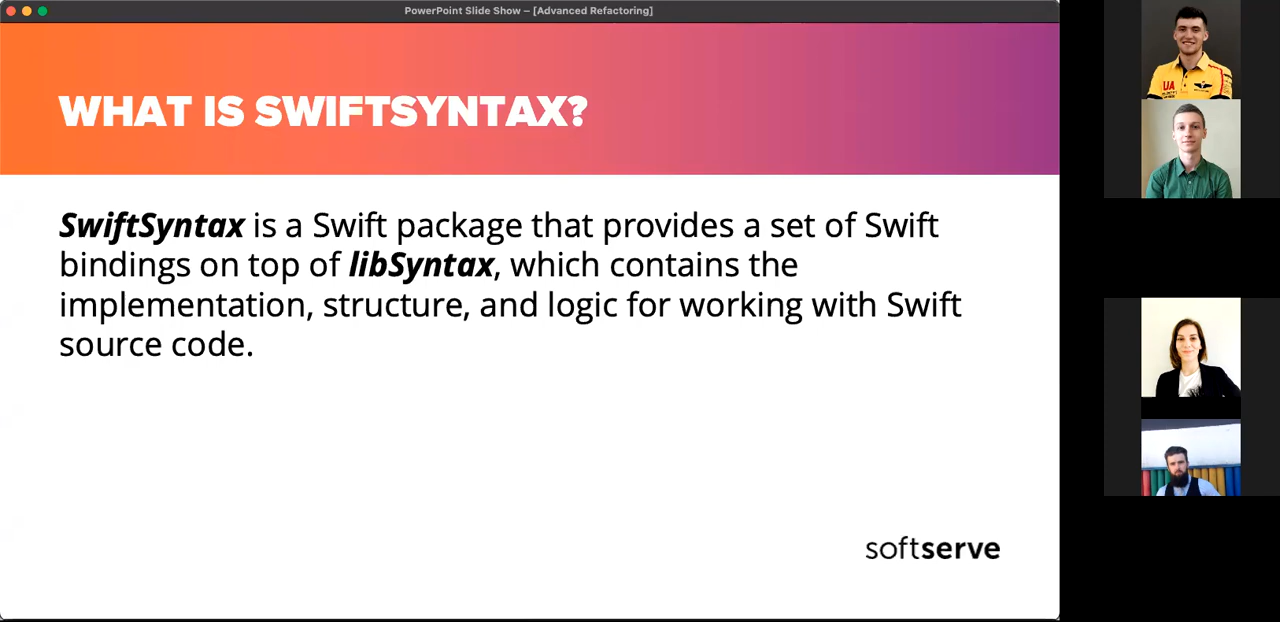 PowerPoint Slide Show – [Advanced Refactoring]
WHAT IS SWIFTSYNTAX?
SwiftSyntax is a Swift package that provides a set of Swift
bindings on top of libSyntax, which contains the
implementation, structure, and logic for working with Swift
source code.
softserve
UA